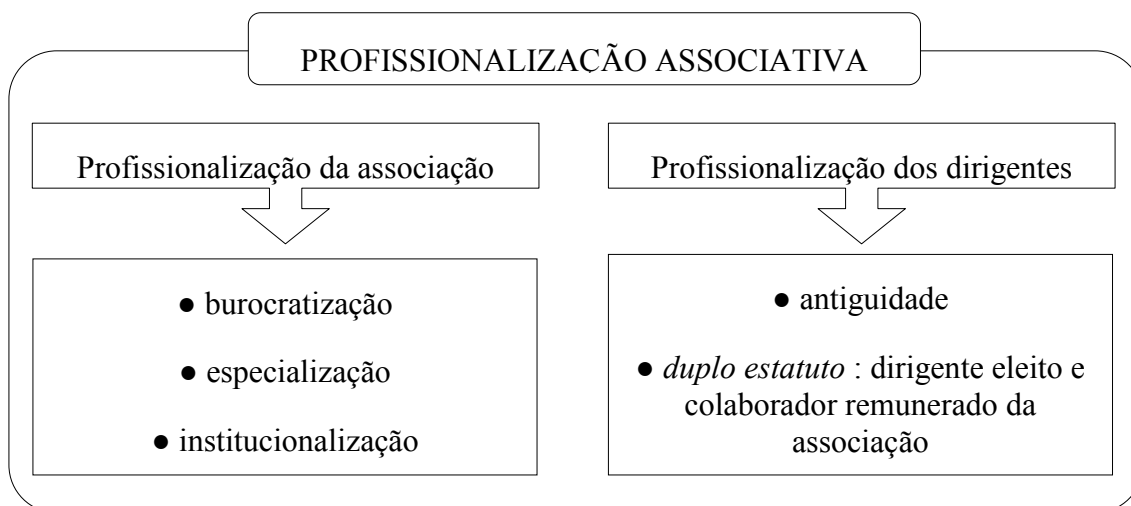 PROFISSIONALIZAÇÃO ASSOCIATIVA
Profissionalização da associação
● burocratização
● especialização
● institucionalização
Profissionalização dos dirigentes
● antiguidade
● duplo estatuto : dirigente eleito e
colaborador remunerado da
associação